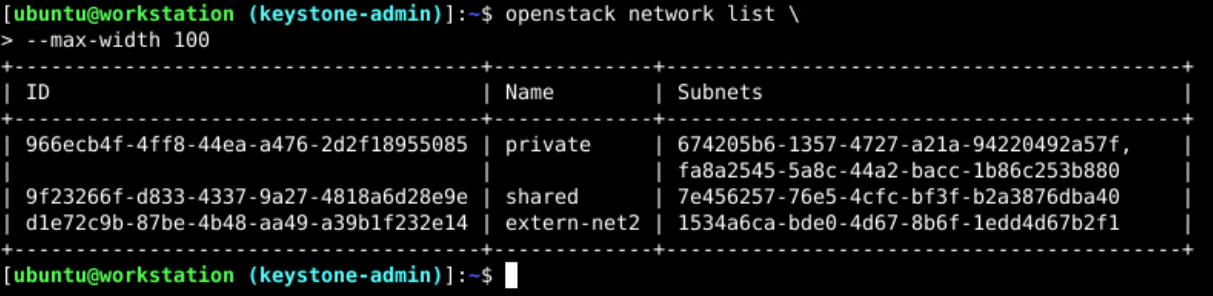 [ubuntu@workstation (keystone-admin)]:~$ openstack network list \
> --max-width 100
+--------------------------------------+-------------+------------------------------------------+
| ID                                   | Name        | Subnets                                  |
+--------------------------------------+-------------+------------------------------------------+
| 966ecb4f-4ff8-44ea-a476-2d2f18955085 | private     | 674205b6-1357-4727-a21a-94220492a57f,    |
|                                      |             | fa8a2545-5a8c-44a2-bacc-1b86c253b880     |
| 9f23266f-d833-4337-9a27-4818a6d28e9e | shared      | 7e456257-76e5-4cfc-bf3f-b2a3876dba40     |
| d1e72c9b-87be-4b48-aa49-a39b1f232e14 | extern-net2 | 1534a6ca-bde0-4d67-8b6f-1edd4d67b2f1     |
+--------------------------------------+-------------+------------------------------------------+
[ubuntu@workstation (keystone-admin)]:~$